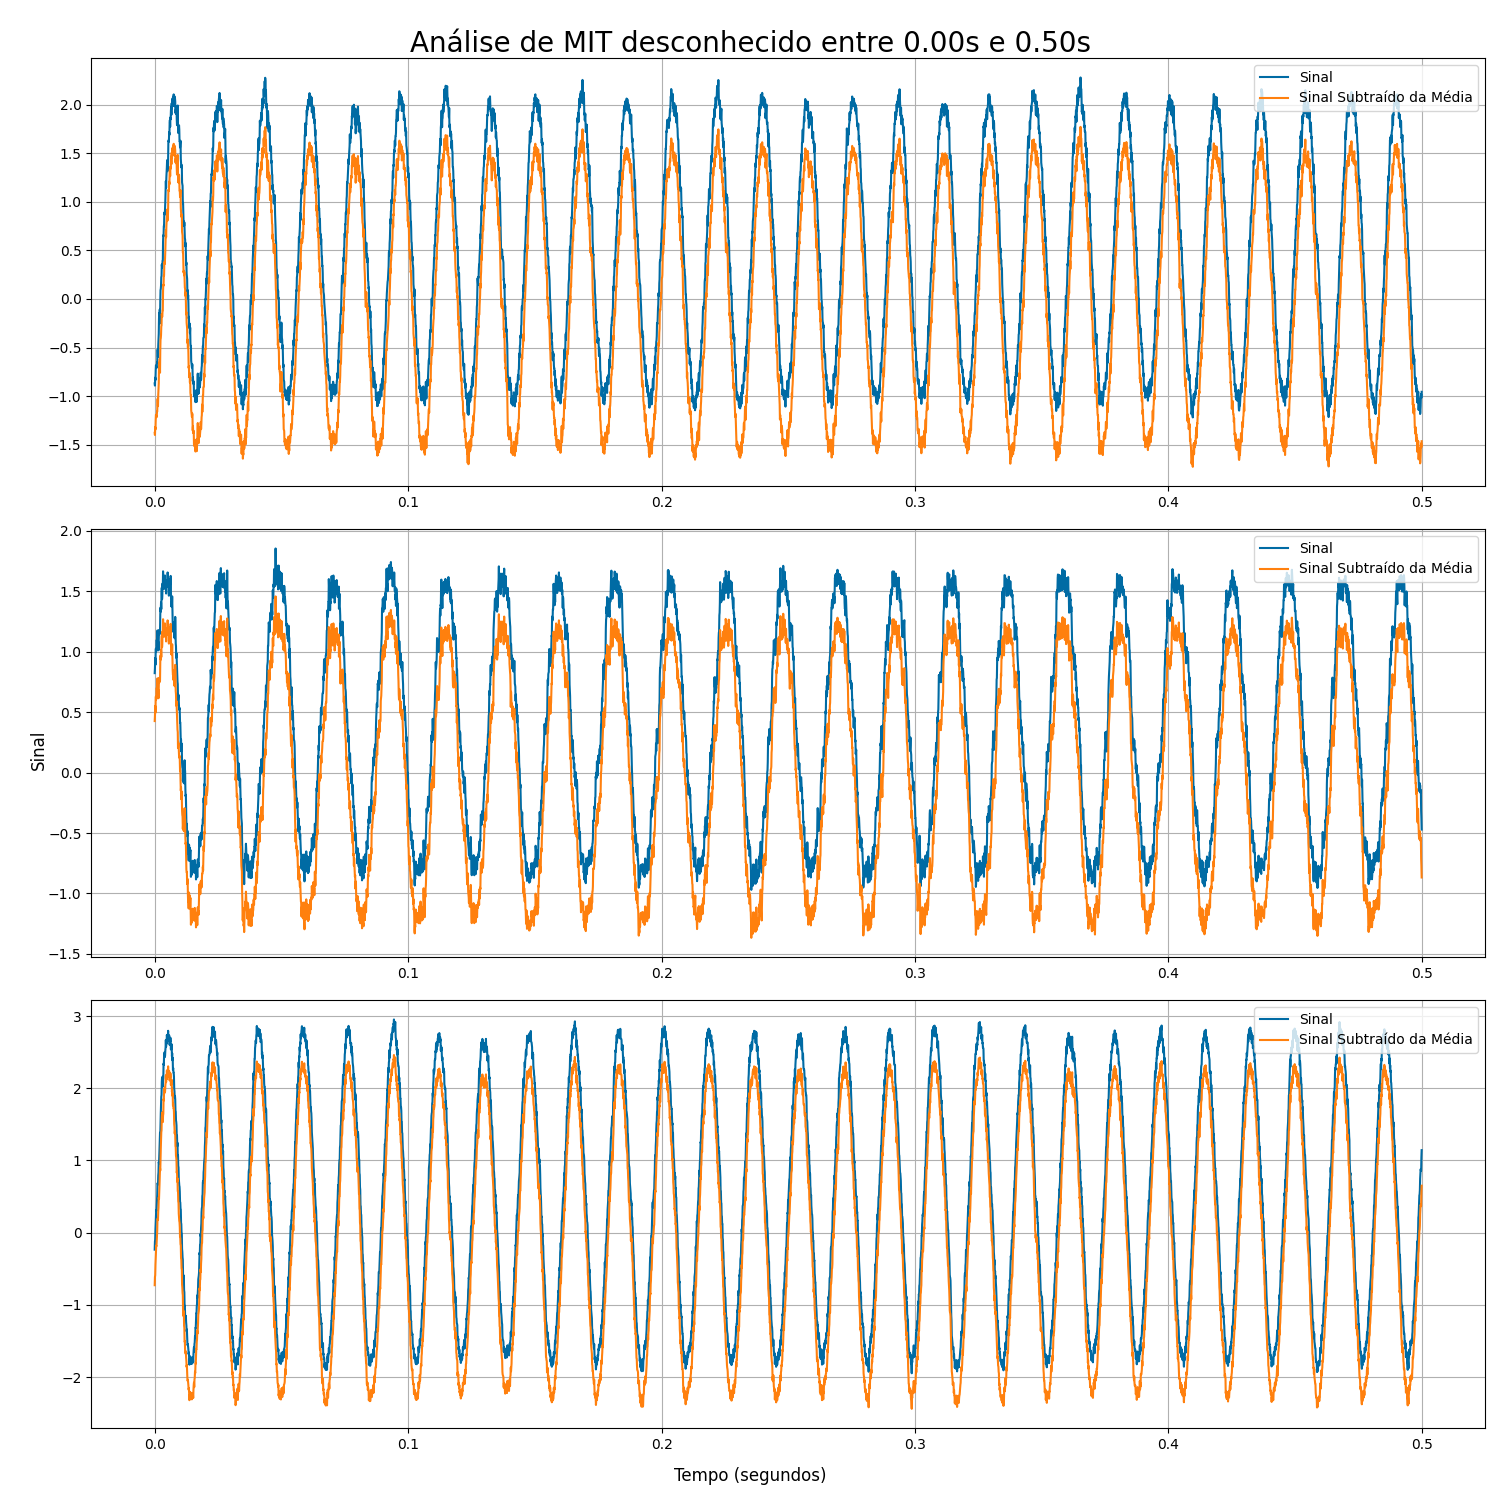 Análise de MIT desconhecido entre 0.00s e 0.50s
Sinal
Sinal Subtraído da Média
2.0
1.5
1.0
0.5
0.0
−0.5
−1.0
−1.5
0.0 0.1 0.2 0.3 0.4 0.5
Sinal
Sinal Subtraído da Média
2.0
1.5
1.0
0.5
0.0
−0.5
−1.0
−1.5
Sinal
0.0 0.1 0.2 0.3 0.4 0.5
Sinal
Sinal Subtraído da Média
3
2
1
0
−1
−2
0.0 0.1 0.2 0.3 0.4 0.5
Tempo (segundos)